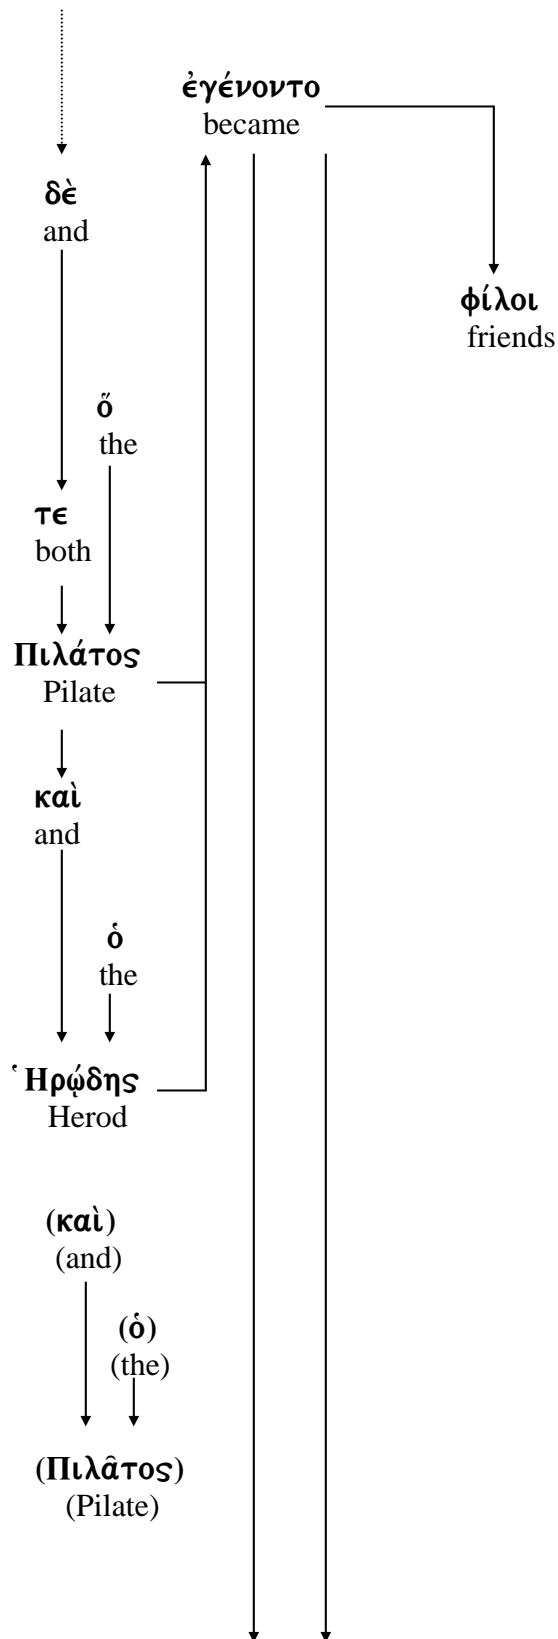 ἐγένοντο
became
δὲ
and
φίλοι
friends
ὅ
the
τε
both
Πιλάτος
Pilate
καὶ
and
ὁ
the
Ἡρῴδης
Herod
(καὶ)
(and)
(ὁ)
(the)
(Πιλᾶτος)
(Pilate)